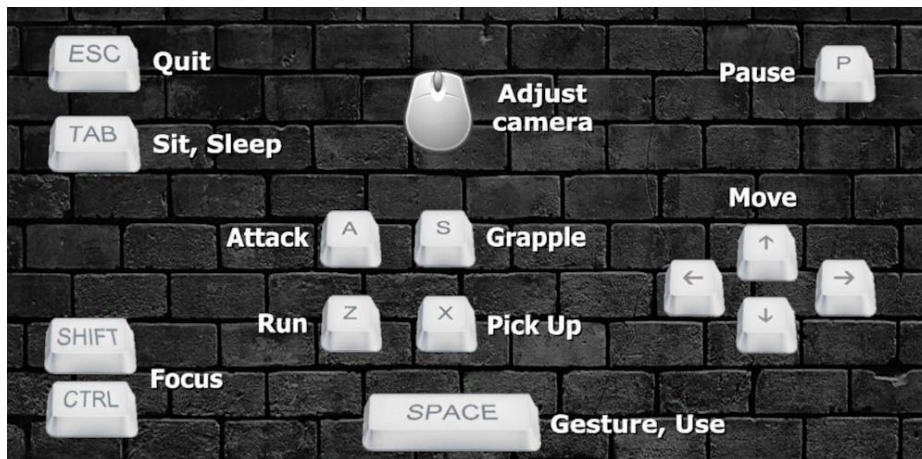 ESC Quit
P Pause
Adjust
camera
TAB Sit, Sleep
Move
Attack A
S Grapple
↑
← →
↓
Run Z
X Pick Up
SHIFT
Focus
CTRL
SPACE Gesture, Use